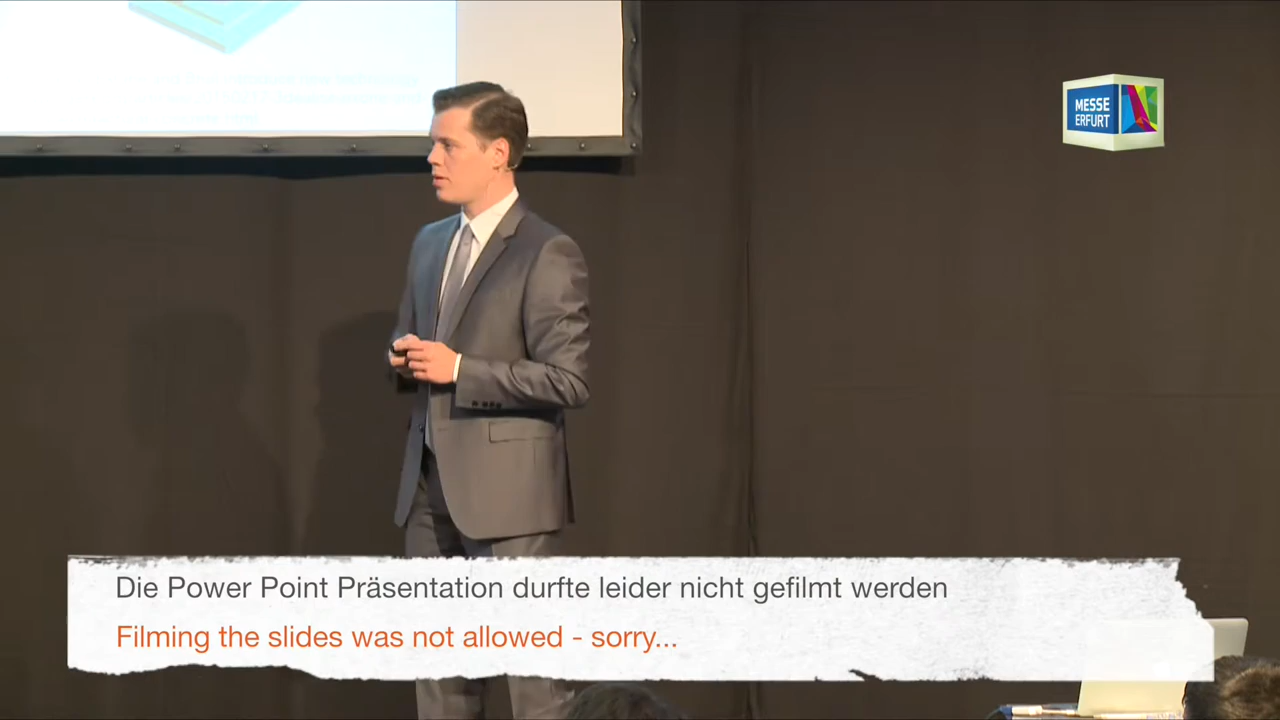 MESSE
ERFURT
Die Power Point Präsentation durfte leider nicht gefilmt werden
Filming the slides was not allowed - sorry...